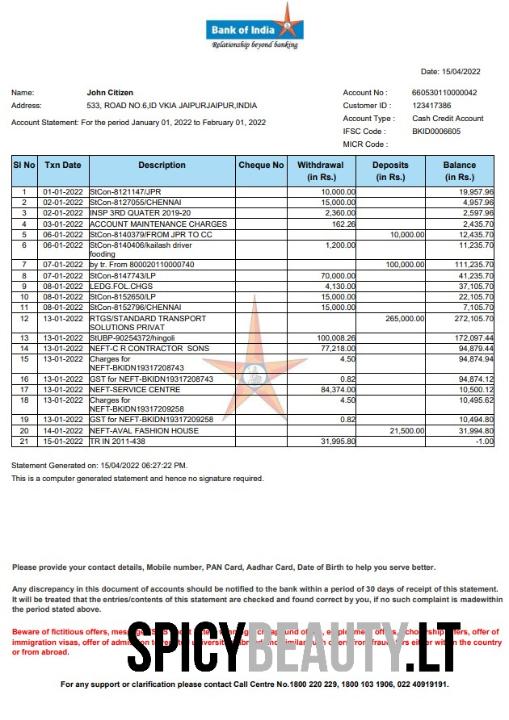 Bank of India
Relationship beyond banking
Date: 15/04/2022
Name: John Citizen Account No : 660530110000042
Address: 533, ROAD NO.6,ID VKIA JAIPURJAIPUR,INDIA Customer ID : 123417386
Account Statement: For the period January 01, 2022 to February 01, 2022 Account Type : Cash Credit Account
IFSC Code : BKID0006605
MICR Code :
Sl No Txn Date Description Cheque No Withdrawal (in Rs.) Deposits (in Rs.) Balance (in Rs.)
1 01-01-2022 StCon-8121147/JPR 10,000.00 19,957.96
2 02-01-2022 StCon-8127055/CHENNAI 15,000.00 4,957.96
3 02-01-2022 INSP 3RD QUATER 2019-20 2,360.00 2,597.96
4 03-01-2022 ACCOUNT MAINTENANCE CHARGES 162.26 2,435.70
5 06-01-2022 StCon-8140379/FROM JPR TO CC 10,000.00 12,435.70
6 06-01-2022 StCon-8140406/kailash driver 1,200.00 11,235.70
fooding
7 07-01-2022 by tr. From 800020110000740 100,000.00 111,235.70
8 07-01-2022 StCon-8147743/LP 70,000.00 41,235.70
9 08-01-2022 LEDG.FOL.CHGS 4,130.00 37,105.70
10 08-01-2022 StCon-8152650/LP 15,000.00 22,105.70
11 08-01-2022 StCon-8152796/CHENNAI 15,000.00 7,105.70
12 13-01-2022 RTGS/STANDARD TRANSPORT 265,000.00 272,105.70
SOLUTIONS PRIVAT
13 13-01-2022 StUBP-90254372/hingoli 100,008.26 172,097.44
14 13-01-2022 NEFT-C R CONTRACTOR SONS 77,218.00 94,879.44
15 13-01-2022 Charges for 4.50 94,874.94
NEFT-BKIDN19317208743
16 13-01-2022 GST for NEFT-BKIDN19317208743 0.82 94,874.12
17 13-01-2022 NEFT-SERVICE CENTRE 84,374.00 10,500.12
18 13-01-2022 Charges for 4.50 10,495.62
NEFT-BKIDN19317209258
19 13-01-2022 GST for NEFT-BKIDN19317209258 0.82 10,494.80
20 14-01-2022 NEFT-AVAL FASHION HOUSE 21,500.00 31,994.80
21 15-01-2022 TR IN 2011-438 31,995.80 -1.00
Statement Generated on: 15/04/2022 06:27:22 PM.
This is a computer generated statement and hence no signature required.
Please provide your contact details, Mobile number, PAN Card, Aadhar Card, Date of Birth to help you serve better.
Any discrepancy in this document of accounts should be notified to the bank within a period of 30 days of receipt of this statement.
It will be treated that the entries/contents of this statement are checked and found correct by you, if no such complaint is madewithin
the period stated above.
Beware of fictitious offers, offers, offer of
immigration visas, offer of either within the country
or from abroad.
SPICYBEAUTY.LT
For any support or clarification please contact Call Centre No.1800 220 229, 1800 103 1906, 022 40919191.